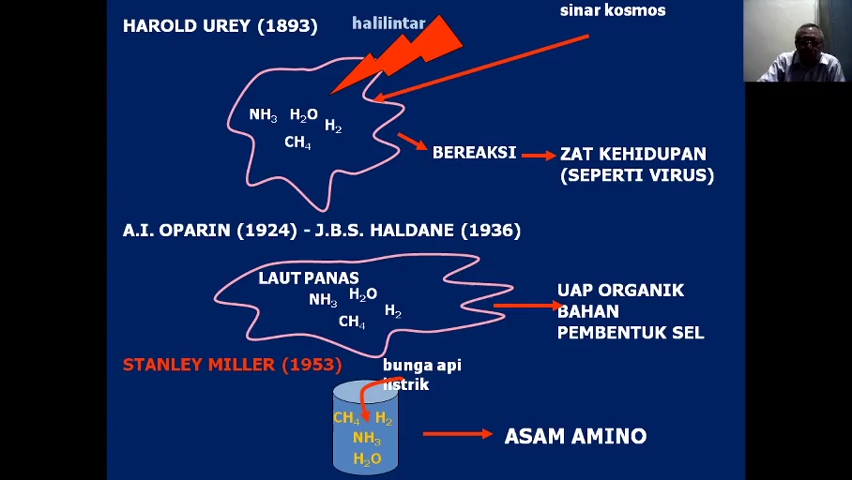 HAROLD UREY (1893)
halilintar
sinar kosmos
NH₃ H₂O H₂
CH₄
BEREAKSI
ZAT KEHIDUPAN
(SEPERTI VIRUS)
A.I. OPARIN (1924) - J.B.S. HALDANE (1936)
LAUT PANAS
NH₃ H₂O H₂
CH₄
UAP ORGANIK
BAHAN
PEMBENTUK SEL
STANLEY MILLER (1953)
bunga api
listrik
CH₄ H₂
NH₃
H₂O
ASAM AMINO